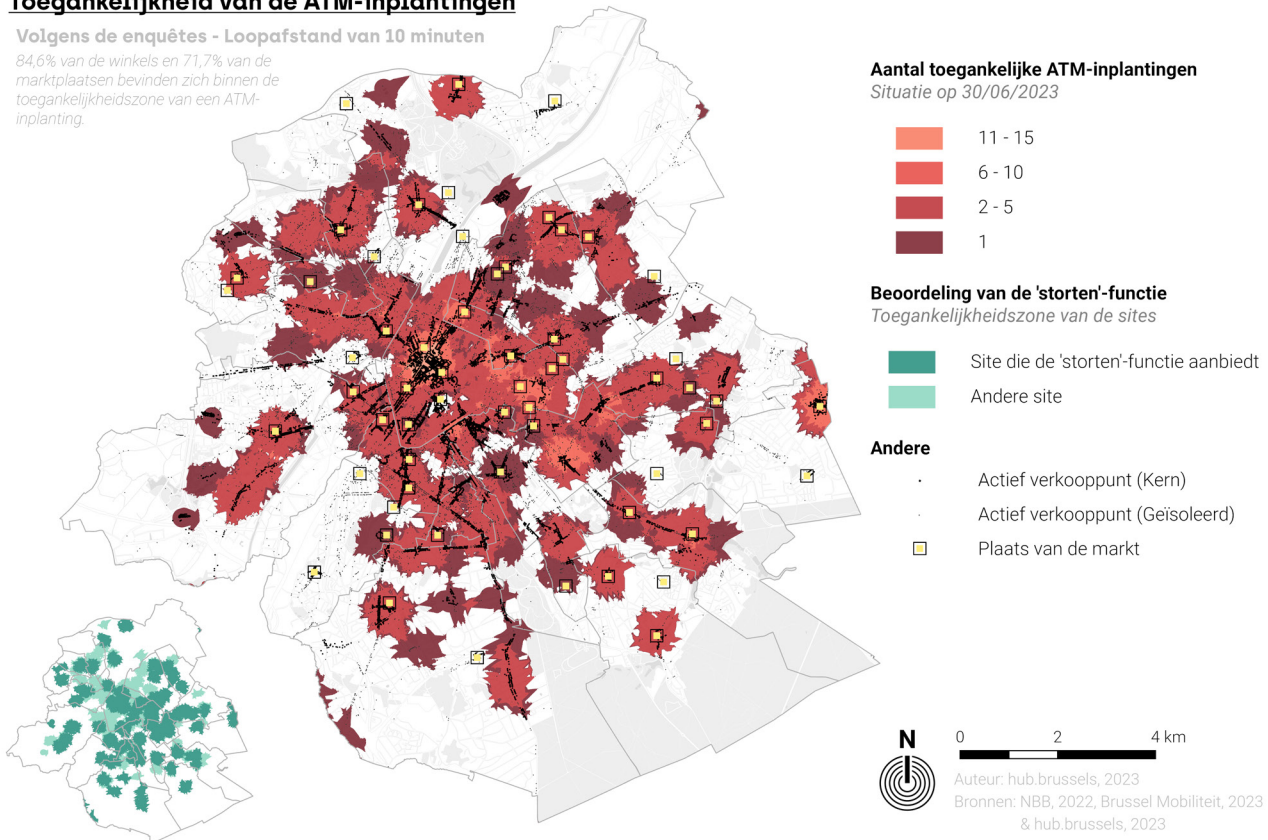 Toegankelijkheid van de ATM-inplantingen
Volgens de enquêtes - Loopafstand van 10 minuten
84,6% van de winkels en 71,7% van de
marktplaatsen bevinden zich binnen de
toegankelijkheidszone van een ATM-
inplanting.
Aantal toegankelijke ATM-inplantingen
Situatie op 30/06/2023
11 - 15
6 - 10
2 - 5
1
Beoordeling van de 'storten'-functie
Toegankelijkheidszone van de sites
Site die de 'storten'-functie aanbiedt
Andere site
Andere
Actief verkooppunt (Kern)
Actief verkooppunt (Geïsoleerd)
Plaats van de markt
N
0 2 4 km
Auteur: hub.brussels, 2023
Bronnen: NBB, 2022, Brussel Mobiliteit, 2023
& hub.brussels, 2023